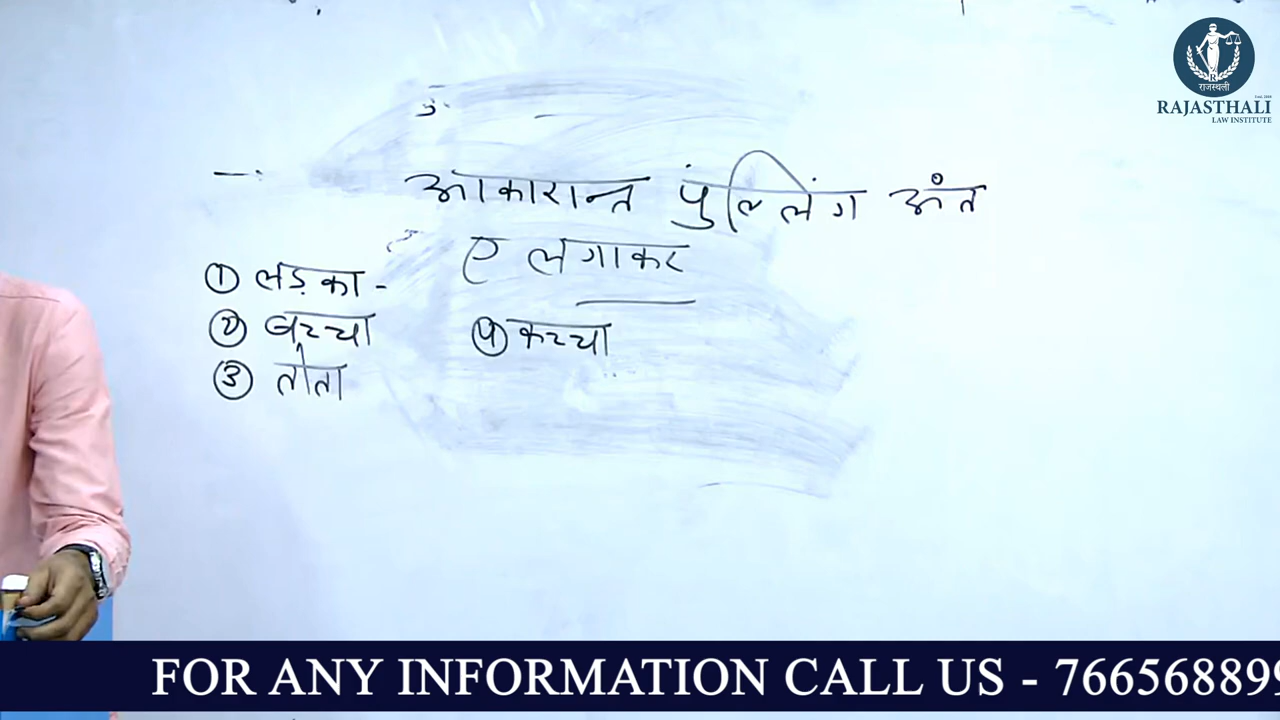 राजस्थली
RAJASTHALI
LAW INSTITUTE
आकारान्त पुंल्लिंग अंत
ए लगाकर
① लड़का -
② बच्चा ④ कच्चा
③ तोता
FOR ANY INFORMATION CALL US - 766568899